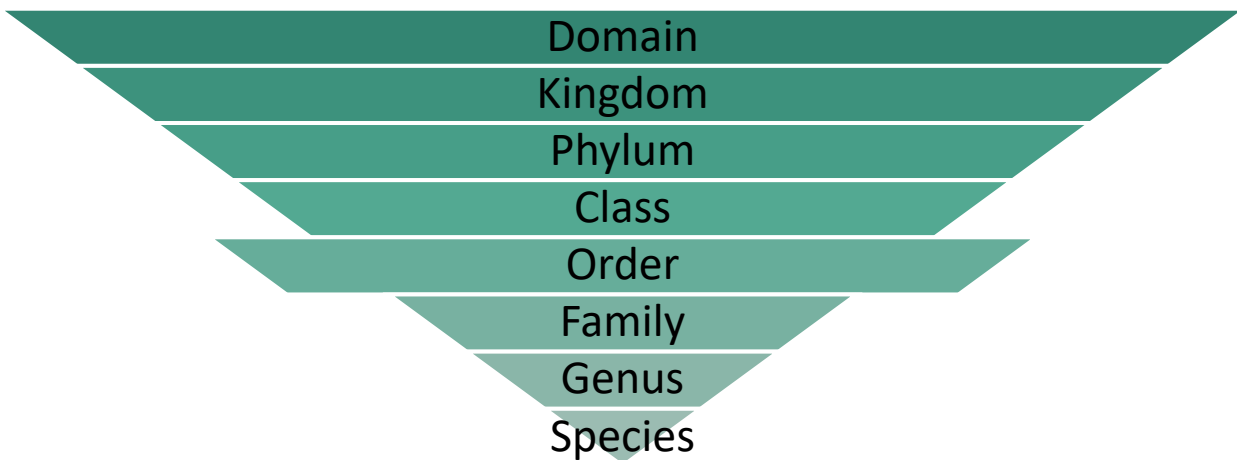 Domain
Kingdom
Phylum
Class
Order
Family
Genus
Species